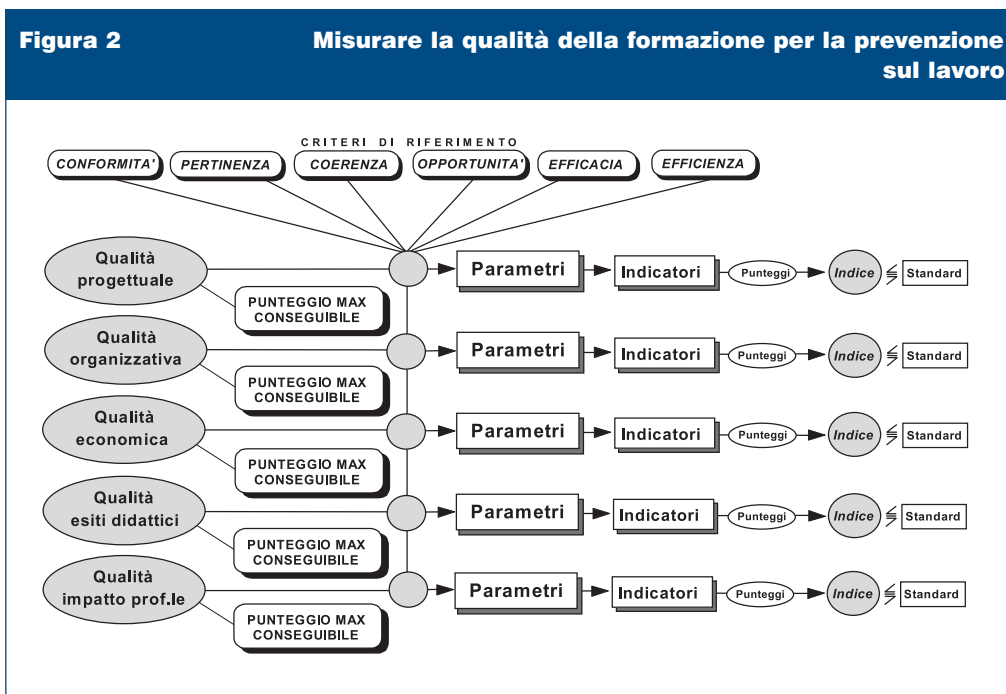 Figura 2
Misurare la qualità della formazione per la prevenzione
sul lavoro
CRITERI DI RIFERIMENTO
CONFORMITA' PERTINENZA COERENZA OPPORTUNITA' EFFICACIA EFFICIENZA
Qualità
progettuale
PUNTEGGIO MAX
CONSEGUIBILE
Parametri Indicatori Punteggi Indice ≤ ≥ Standard
Qualità
organizzativa
PUNTEGGIO MAX
CONSEGUIBILE
Parametri Indicatori Punteggi Indice ≤ ≥ Standard
Qualità
economica
PUNTEGGIO MAX
CONSEGUIBILE
Parametri Indicatori Punteggi Indice ≤ ≥ Standard
Qualità
esiti didattici
PUNTEGGIO MAX
CONSEGUIBILE
Parametri Indicatori Punteggi Indice ≤ ≥ Standard
Qualità
impatto prof.le
PUNTEGGIO MAX
CONSEGUIBILE
Parametri Indicatori Punteggi Indice ≤ ≥ Standard